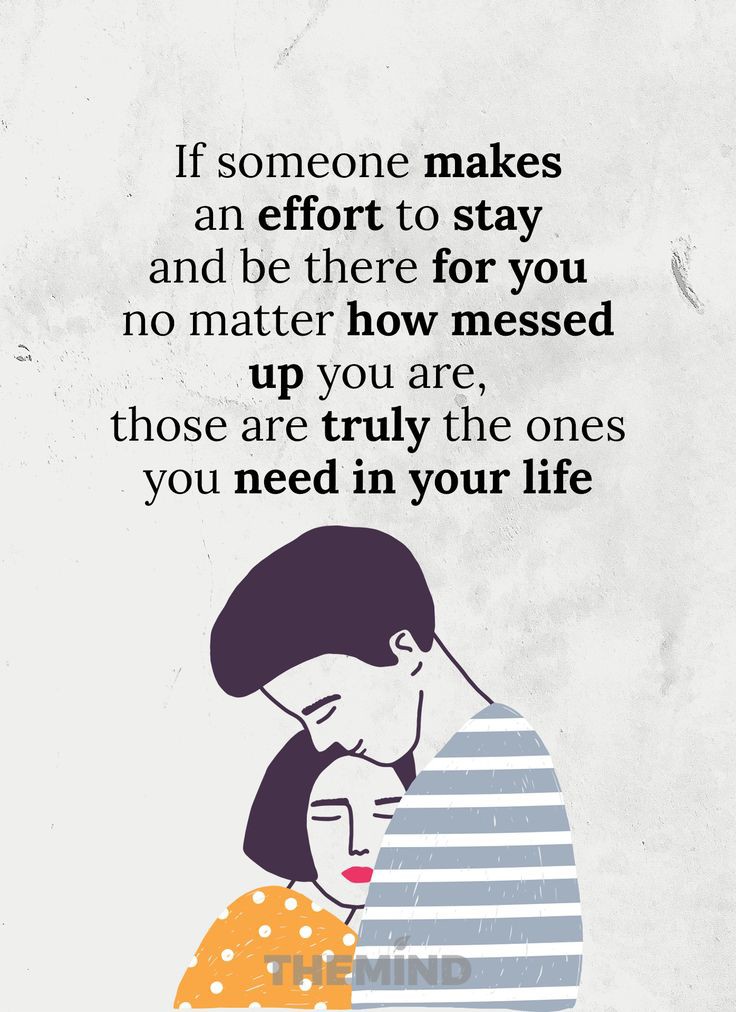 If someone makes
an effort to stay
and be there for you
no matter how messed
up you are,
those are truly the ones
you need in your life
THEMIND